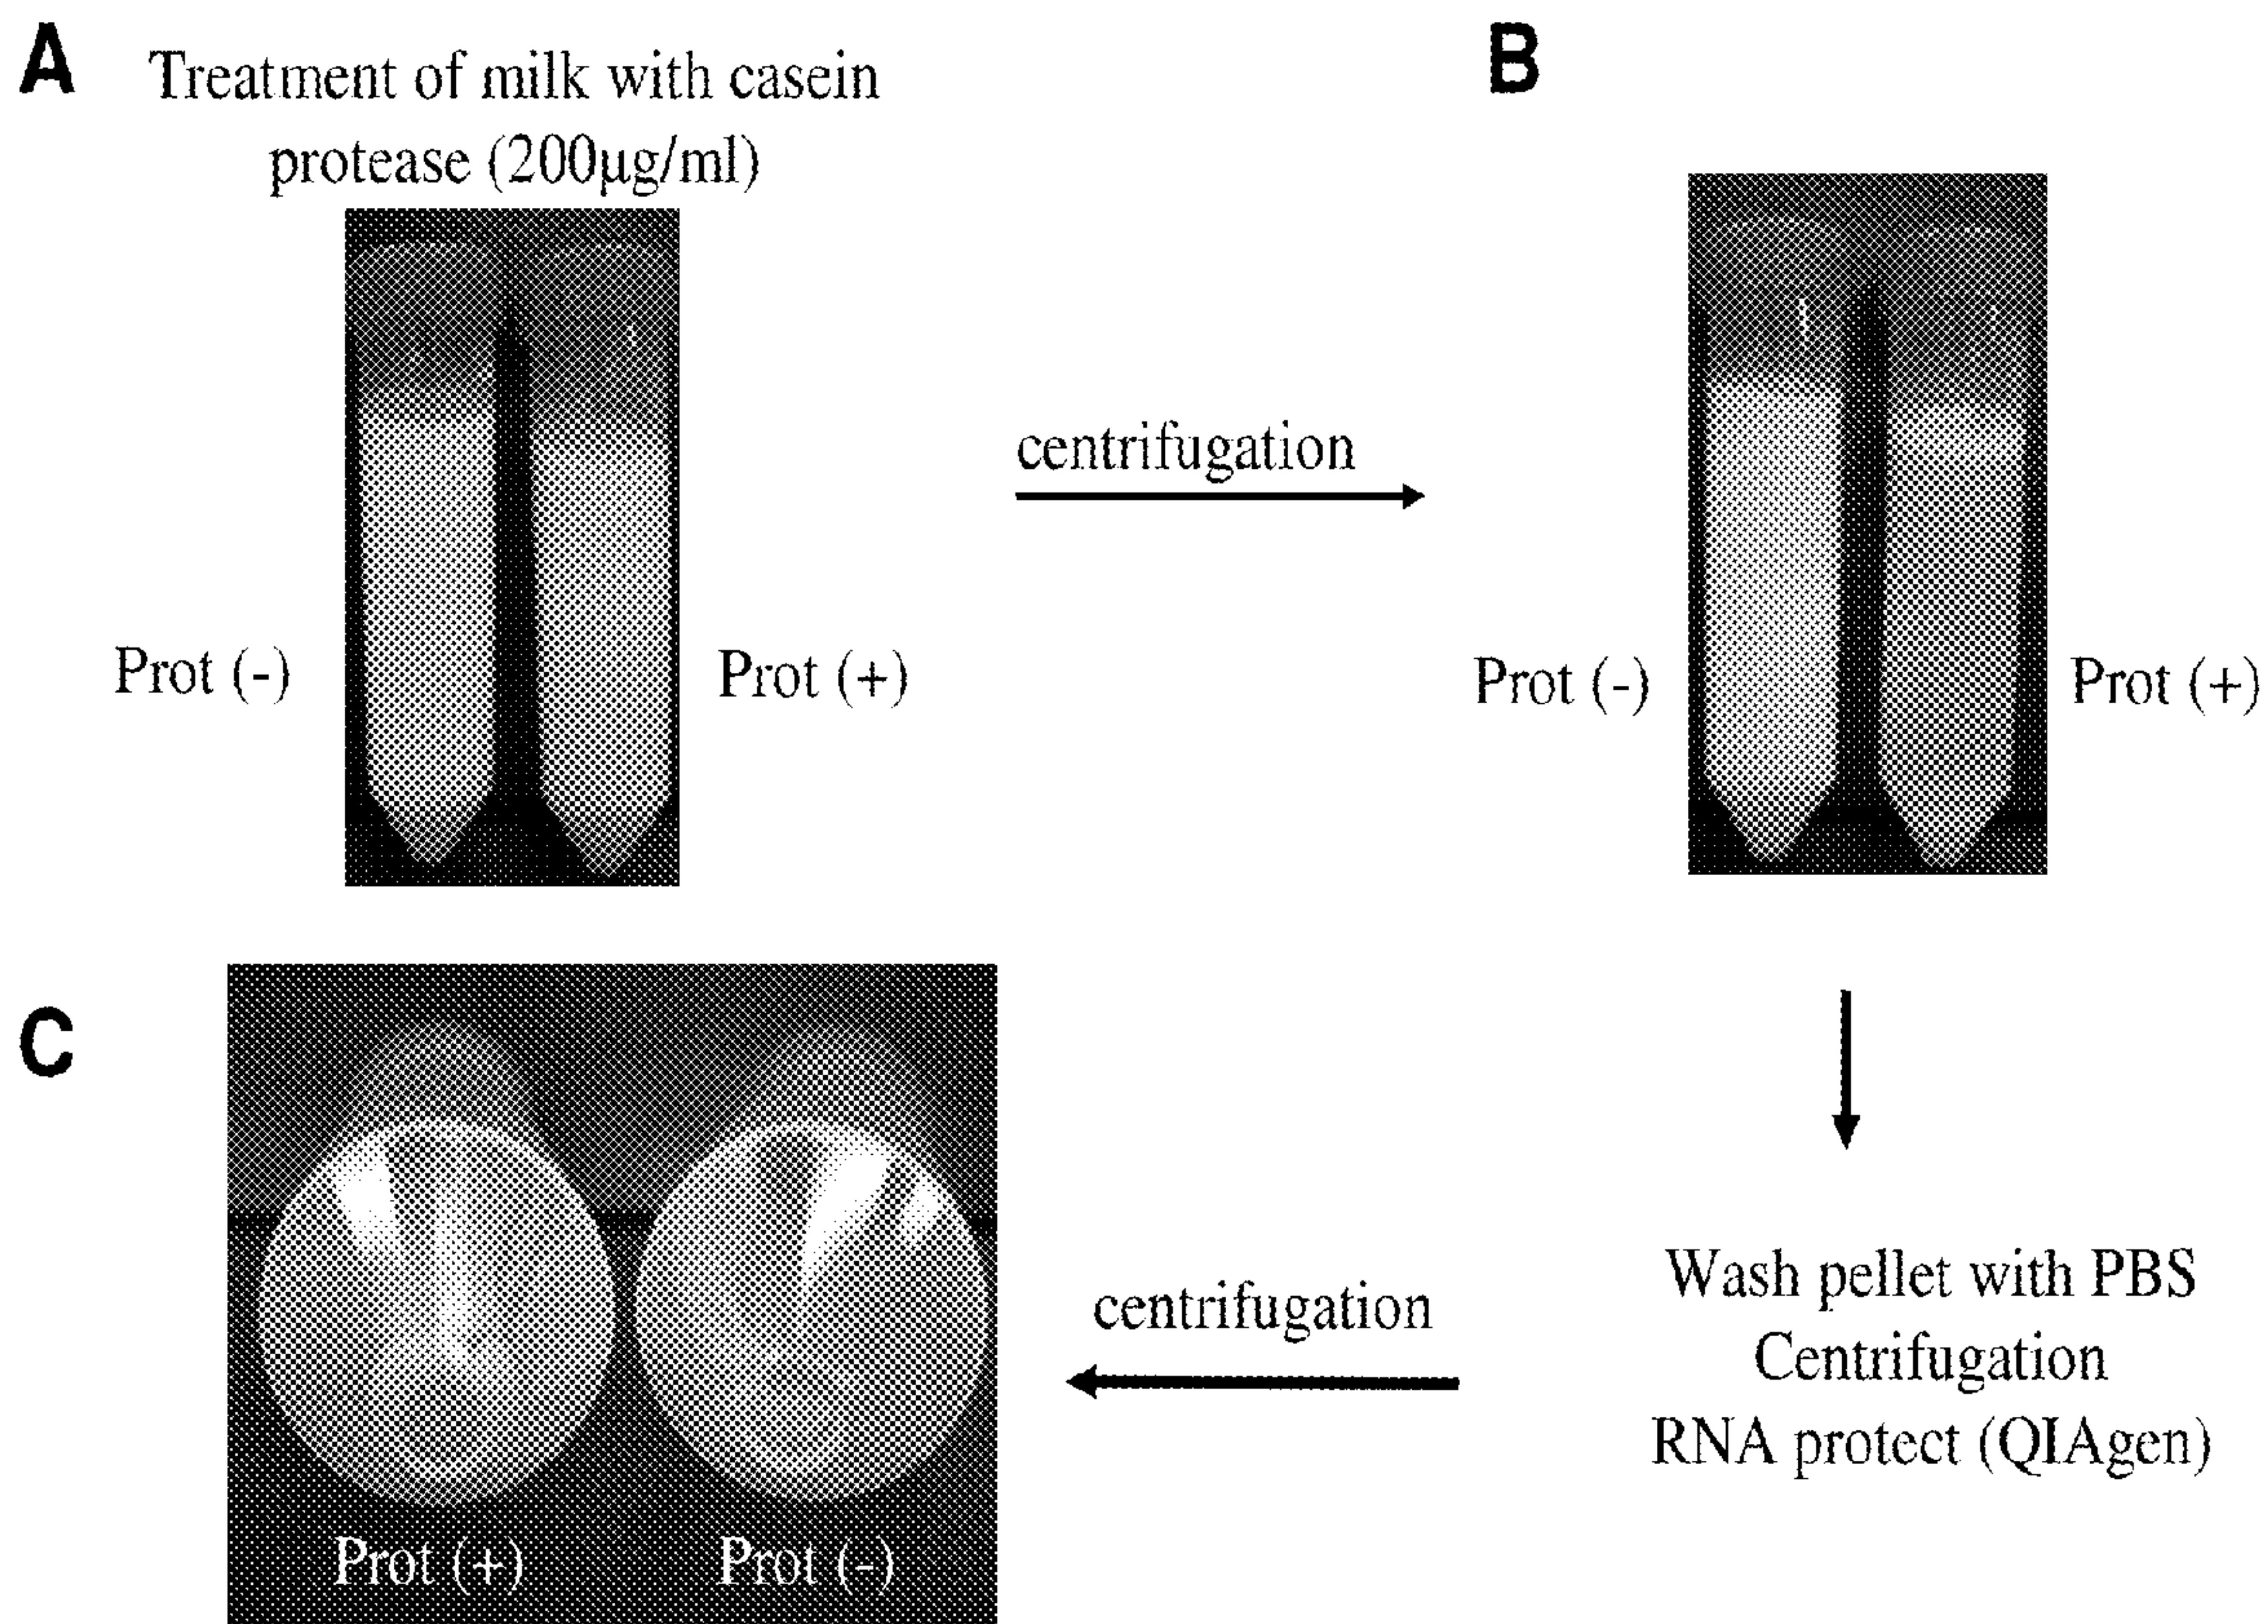 A
Treatment of milk with casein
protease (200µg/ml)
Prot (-)
Prot (+)
centrifugation
B
Prot (-)
Prot (+)
Wash pellet with PBS
Centrifugation
RNA protect (QIAgen)
centrifugation
C
Prot (+)
Prot (-)